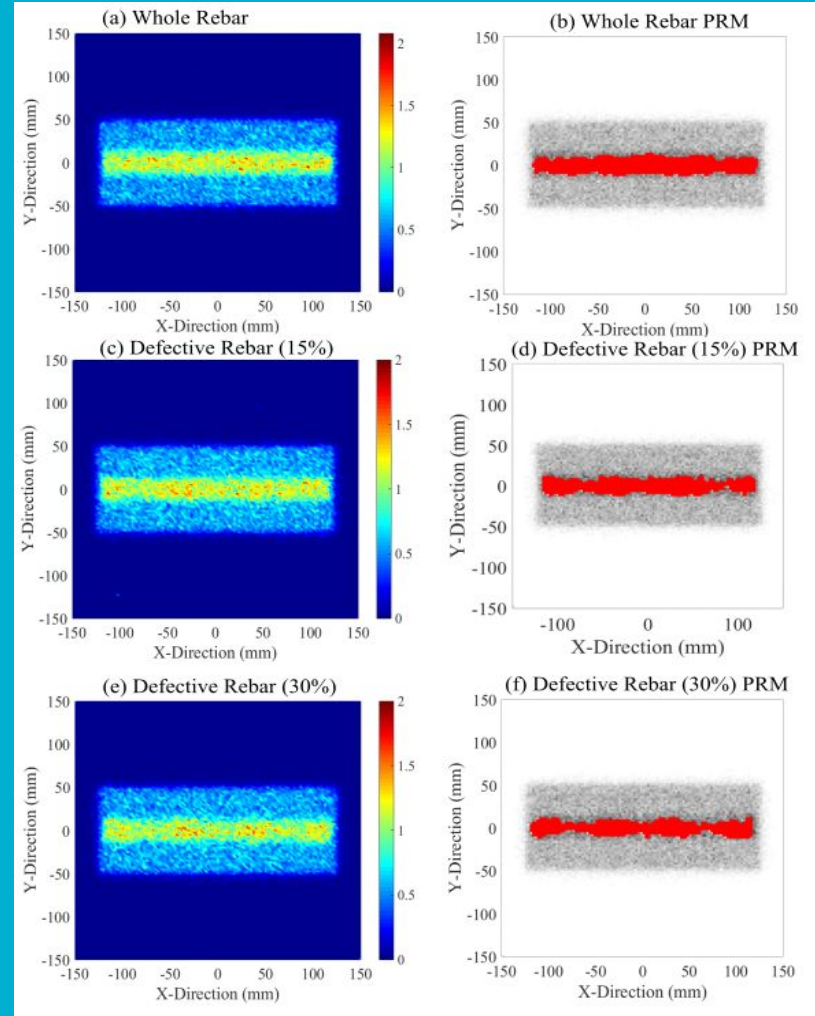 (a) Whole Rebar
150
100
50
0
-50
-100
-150
Y-Direction (mm)
-150 -100 -50 0 50 100 150
X-Direction (mm)
2
1.5
1
0.5
0
(b) Whole Rebar PRM
150
100
50
0
-50
-100
-150
Y-Direction (mm)
-150 -100 -50 0 50 100 150
X-Direction (mm)
(c) Defective Rebar (15%)
150
100
50
0
-50
-100
-150
Y-Direction (mm)
-150 -100 -50 0 50 100 150
X-Direction (mm)
2
1.5
1
0.5
0
(d) Defective Rebar (15%) PRM
150
100
50
0
-50
-100
-150
Y-Direction (mm)
-100 0 100
X-Direction (mm)
(e) Defective Rebar (30%)
150
100
50
0
-50
-100
-150
Y-Direction (mm)
-150 -100 -50 0 50 100 150
X-Direction (mm)
2
1.5
1
0.5
0
(f) Defective Rebar (30%) PRM
150
100
50
0
-50
-100
-150
Y-Direction (mm)
-150 -100 -50 0 50 100 150
X-Direction (mm)